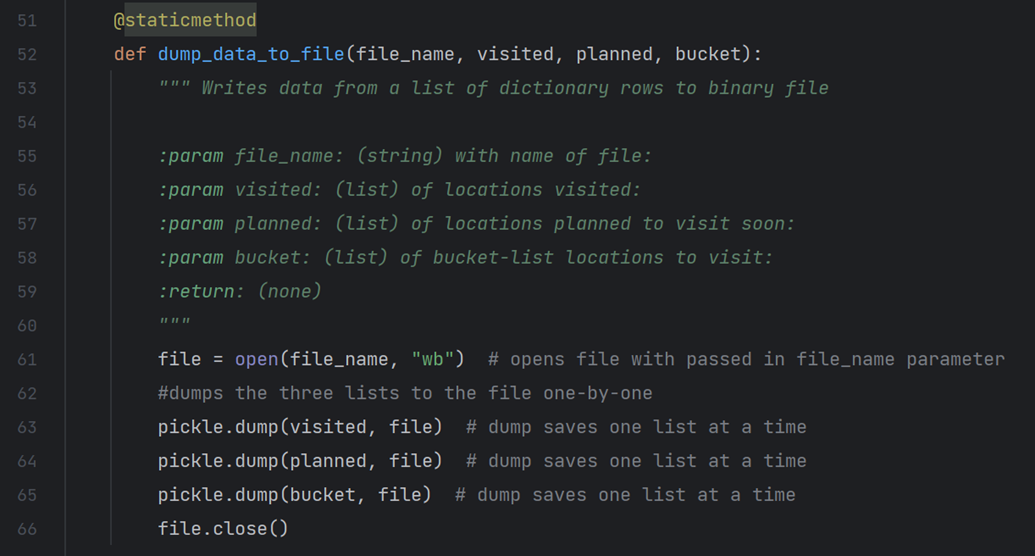 51 @staticmethod
52 def dump_data_to_file(file_name, visited, planned, bucket):
53 """ Writes data from a list of dictionary rows to binary file
54
55 :param file_name: (string) with name of file:
56 :param visited: (list) of locations visited:
57 :param planned: (list) of locations planned to visit soon:
58 :param bucket: (list) of bucket-list locations to visit:
59 :return: (none)
60 """
61 file = open(file_name, "wb")  # opens file with passed in file_name parameter
62 #dumps the three lists to the file one-by-one
63 pickle.dump(visited, file)  # dump saves one list at a time
64 pickle.dump(planned, file)  # dump saves one list at a time
65 pickle.dump(bucket, file)  # dump saves one list at a time
66 file.close()